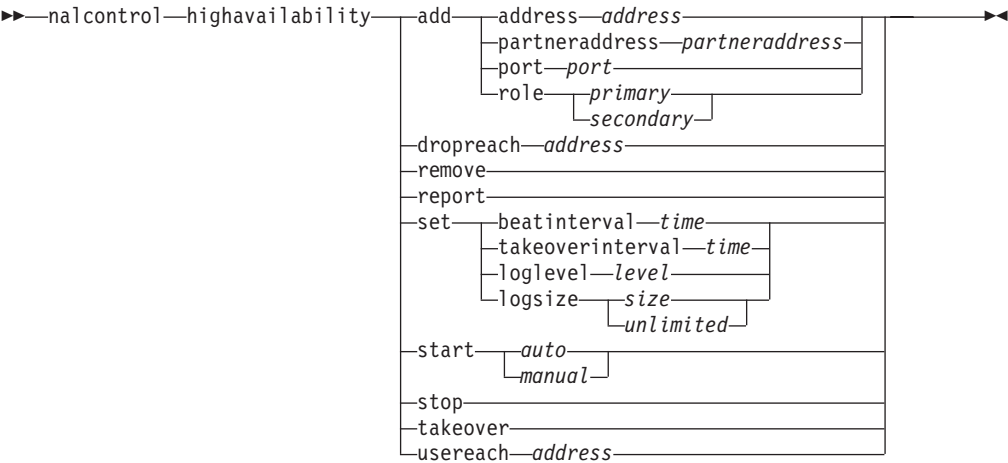 nalcontrol highavailability add address address
partneraddress partneraddress
port port
role primary
secondary
dropreach address
remove
report
set beatinterval time
takeoverinterval time
loglevel level
logsize size
unlimited
start auto
manual
stop
takeover
usereach address